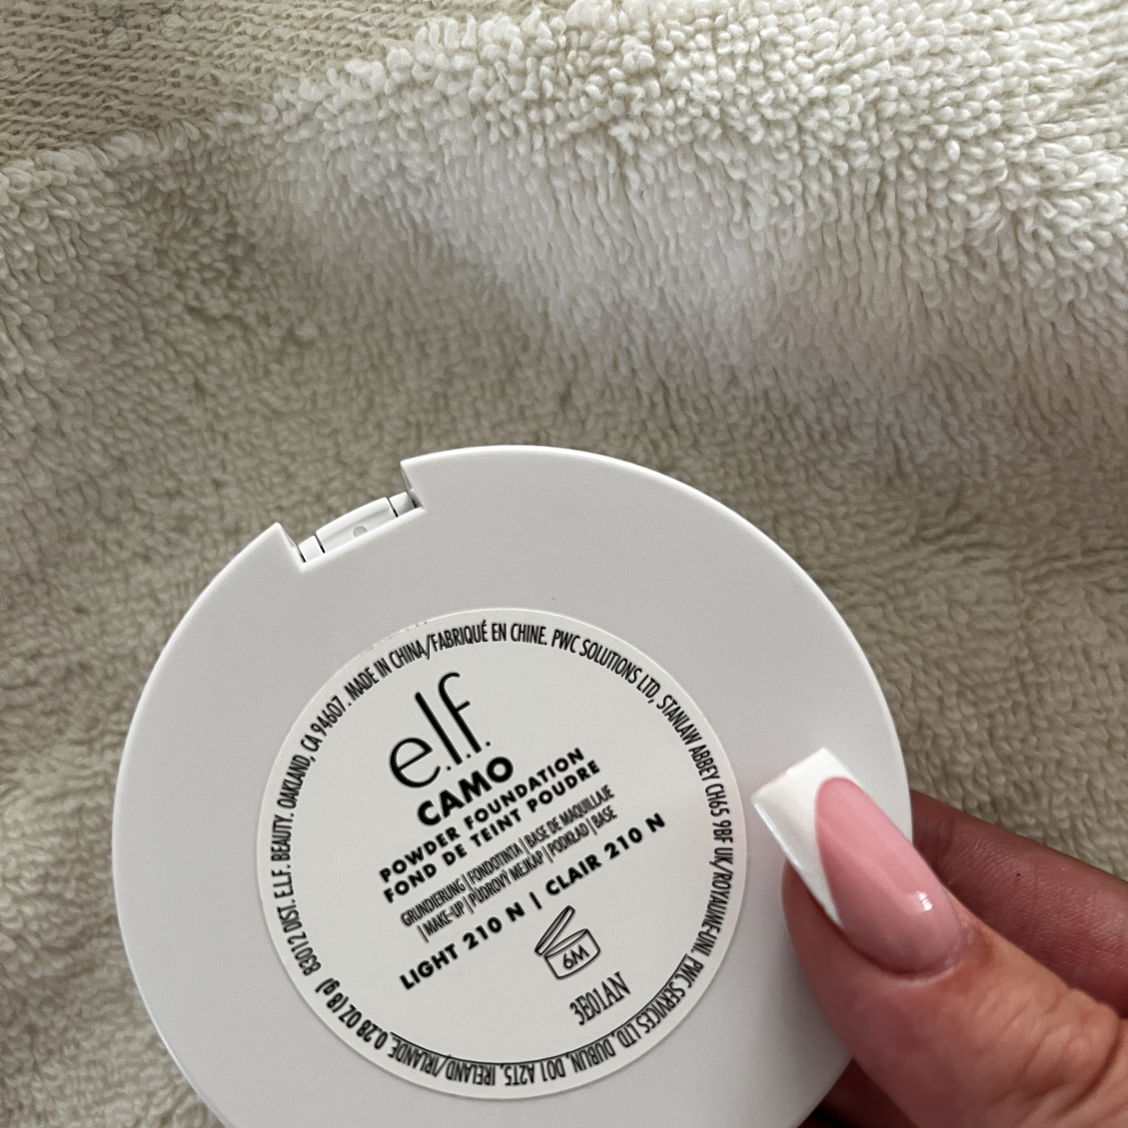 83012 DIST. E.L.F. BEAUTY. OAKLAND, CA 94607. MADE IN CHINA/FABRIQUÉ EN CHINE. PWC SOLUTIONS LTD, STANLAW ABBEY CH65 9BF UK/ROYAUME-UNI. PWC SERVICES LTD, DUBLIN, D01 A2T5, IRELAND/IRLANDE. 0.28 OZ (8 g)
e.l.f.
CAMO
POWDER FOUNDATION
FOND DE TEINT POUDRE
GRUNDIERUNG | FONDOTINTA | BASE DE MAQUILLAJE
| MAKE-UP | PÚDROVÝ MEJKAP | PODKŁAD | BASE
LIGHT 210 N | CLAIR 210 N
6M